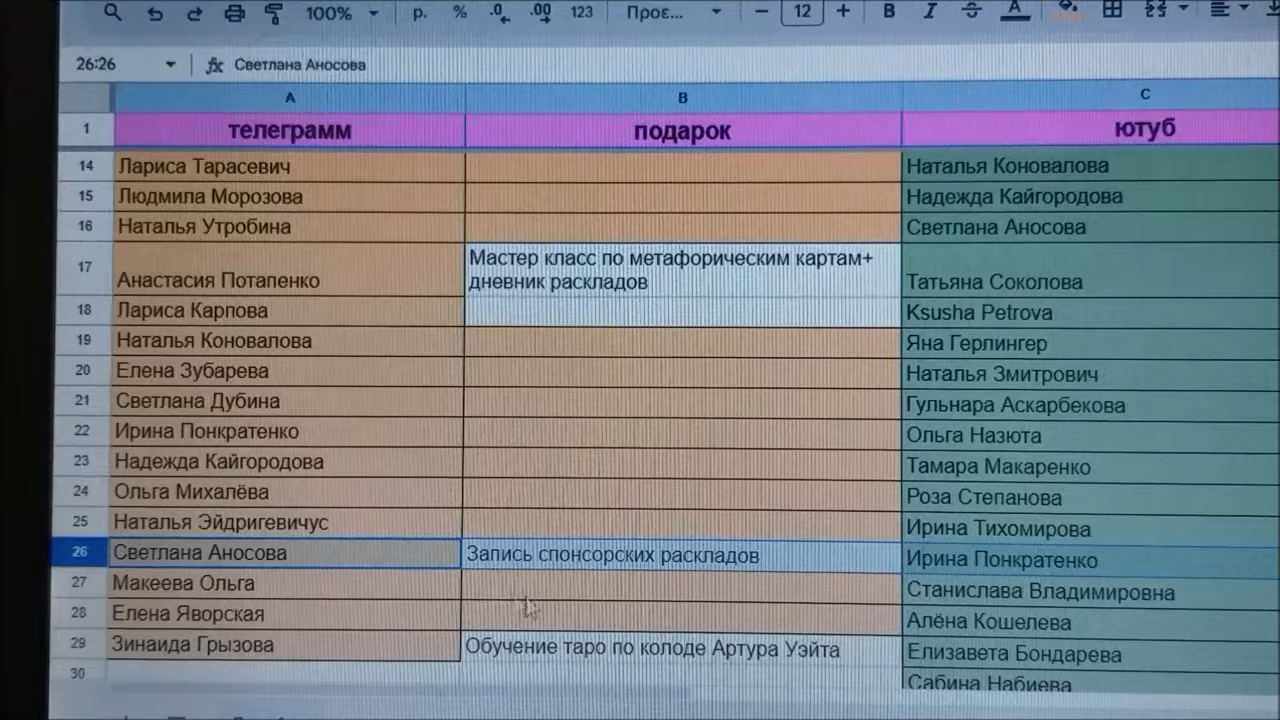 100% р. % .0 .00 123 Проє... 12 B I A
26:26 fx Светлана Аносова
A B C
1 телеграмм подарок ютуб
14 Лариса Тарасевич Наталья Коновалова
15 Людмила Морозова Надежда Кайгородова
16 Наталья Утробина Светлана Аносова
Мастер класс по метафорическим картам+
17 Анастасия Потапенко дневник раскладов Татьяна Соколова
18 Лариса Карпова Ksusha Petrova
19 Наталья Коновалова Яна Герлингер
20 Елена Зубарева Наталья Змитрович
21 Светлана Дубина Гульнара Аскарбекова
22 Ирина Понкратенко Ольга Назюта
23 Надежда Кайгородова Тамара Макаренко
24 Ольга Михалёва Роза Степанова
25 Наталья Эйдригевичус Ирина Тихомирова
26 Светлана Аносова Запись спонсорских раскладов Ирина Понкратенко
27 Макеева Ольга Станислава Владимировна
28 Елена Яворская Алёна Кошелева
29 Зинаида Грызова Обучение таро по колоде Артура Уэйта Елизавета Бондарева
30 Сабина Набиева